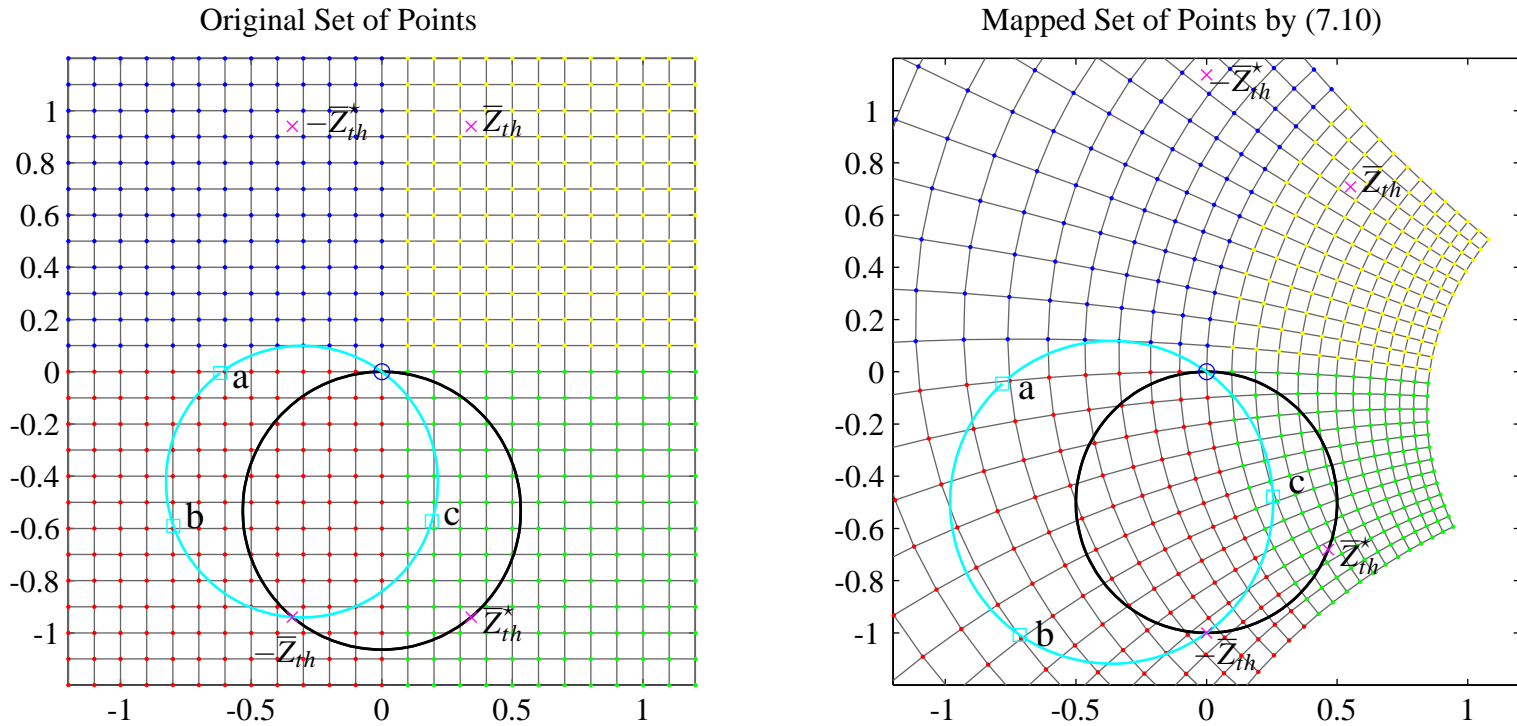 Original Set of Points
Mapped Set of Points by (7.10)
1
0.8
0.6
0.4
0.2
0
-0.2
-0.4
-0.6
-0.8
-1
-1
-0.5
0
0.5
1
−Z̅*th
Z̅th
a
b
c
−Z̅th
Z̅*th
1
0.8
0.6
0.4
0.2
0
-0.2
-0.4
-0.6
-0.8
-1
-1
-0.5
0
0.5
1
−Z̅*th
Z̅th
a
c
Z̅*th
b
−Z̅th